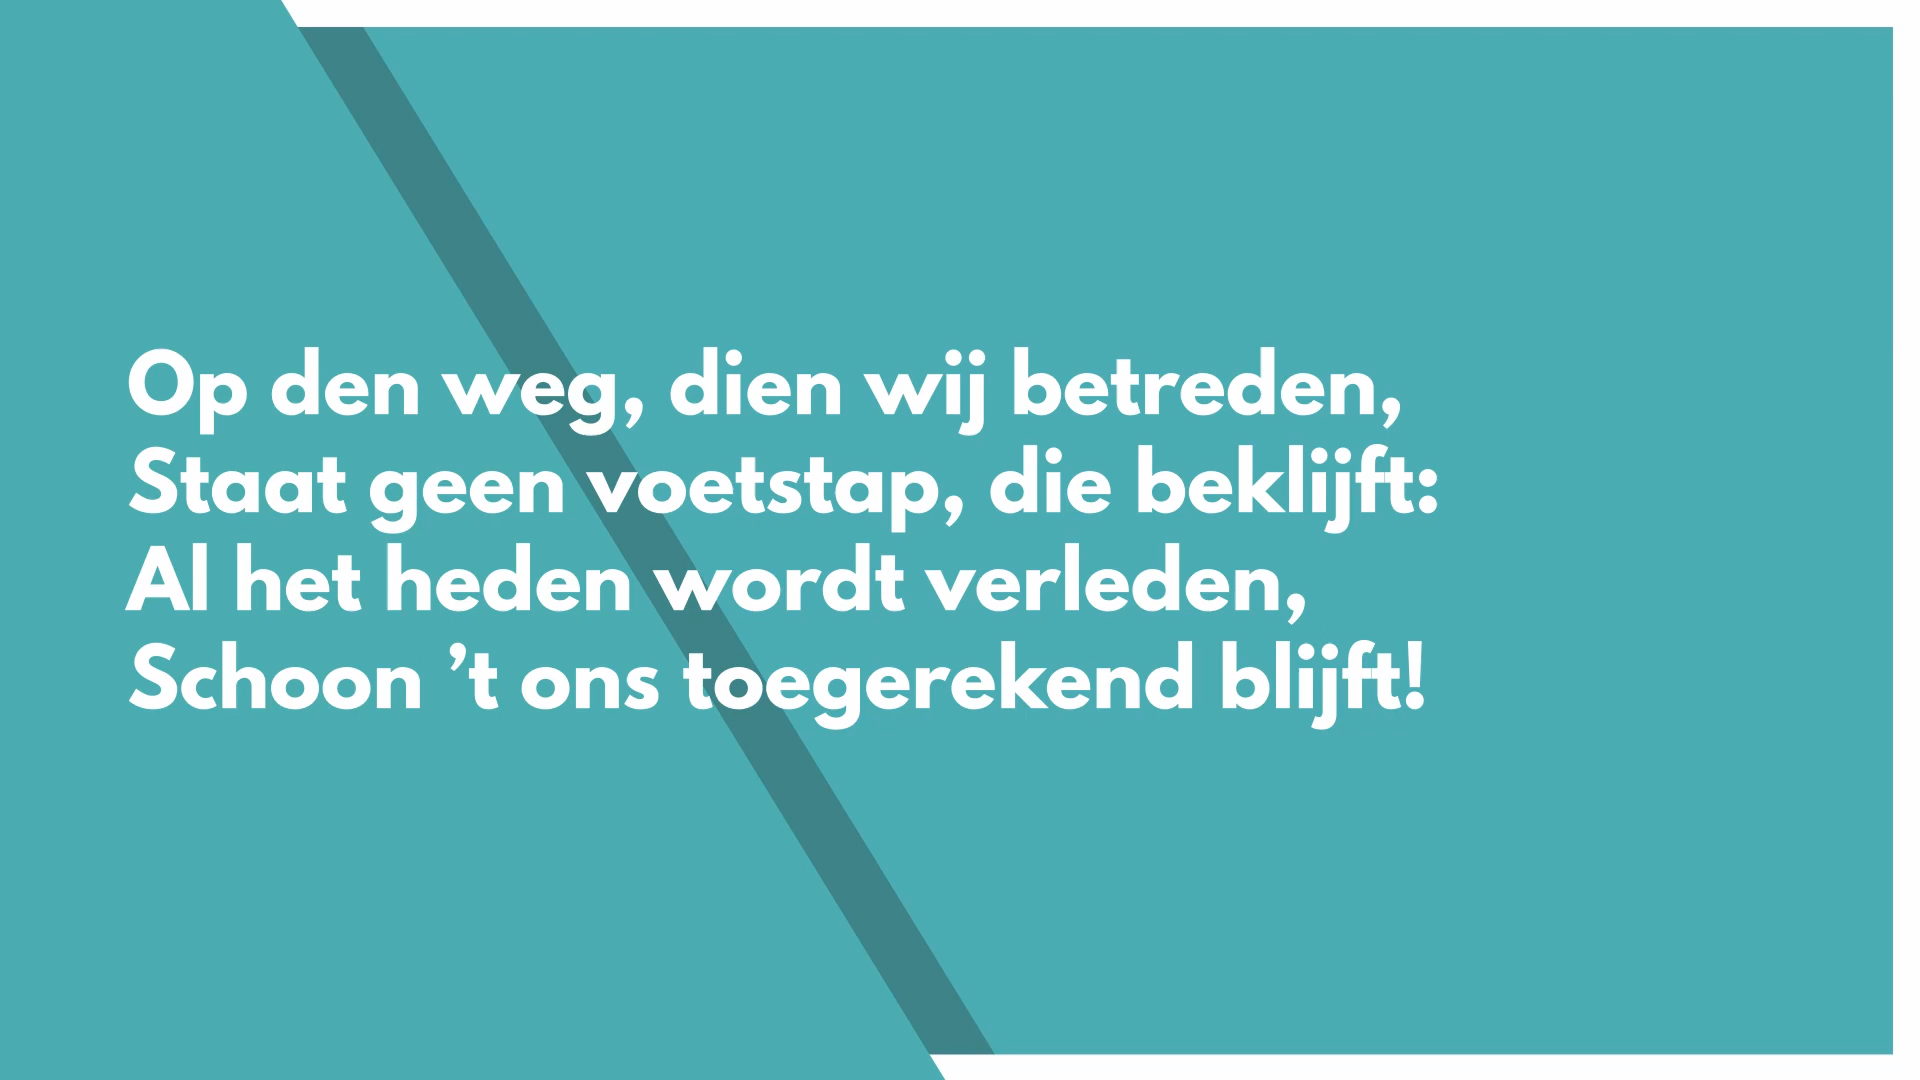 Op den weg, dien wij betreden,
Staat geen voetstap, die beklijft:
Al het heden wordt verleden,
Schoon ’t ons toegerekend blijft!